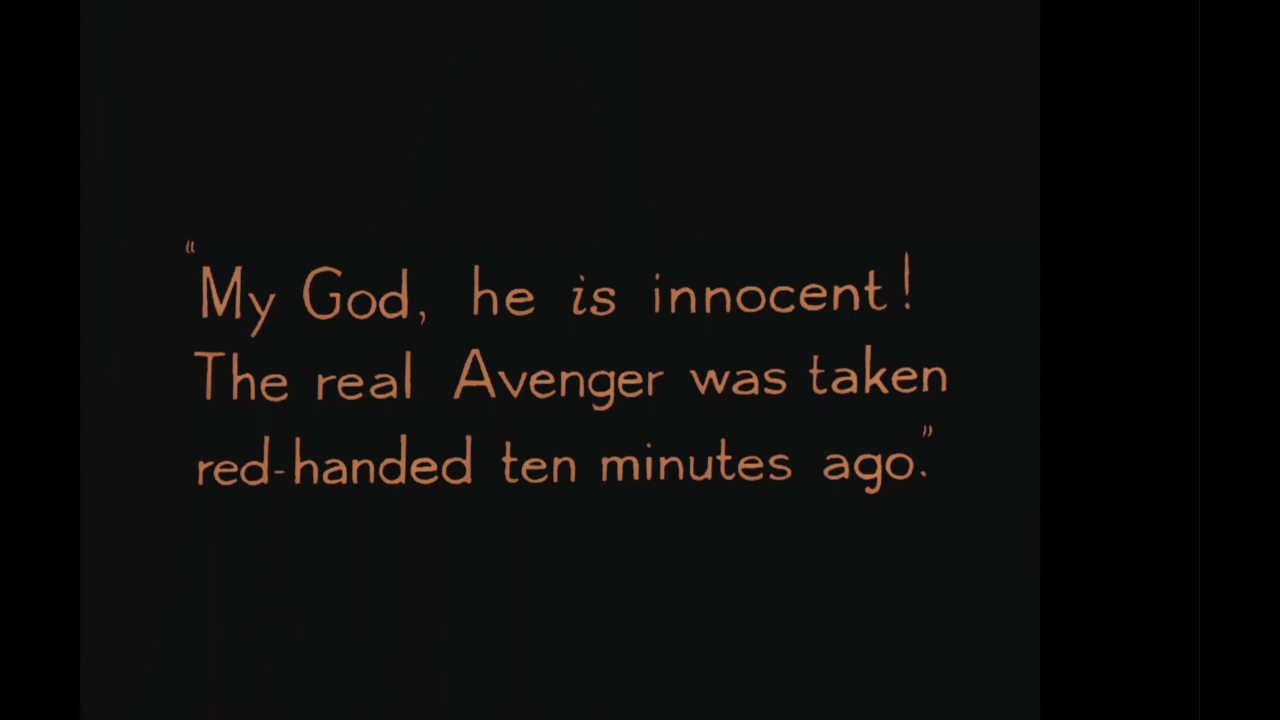 “My God, he is innocent!
The real Avenger was taken
red-handed ten minutes ago.”